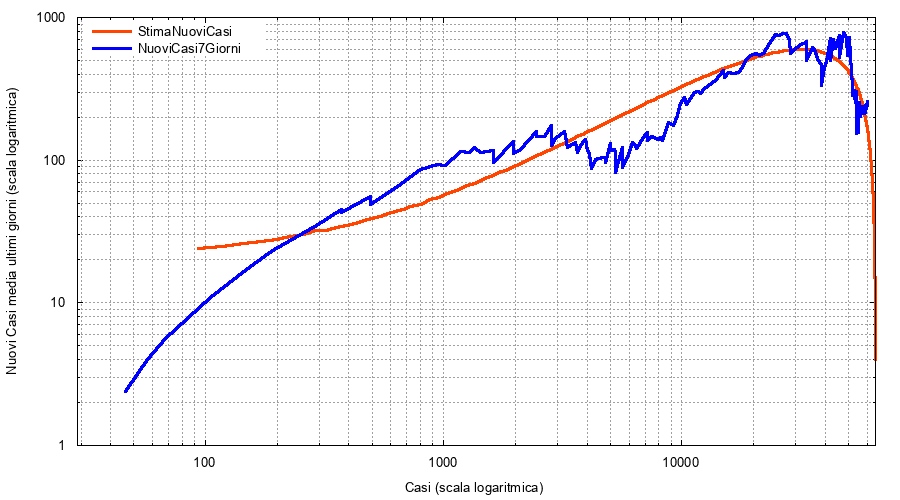 1000
StimaNuoviCasi
NuoviCasi7Giorni
100
10
1
Nuovi Casi media ultimi giorni (scala logaritmica)
100
1000
10000
Casi (scala logaritmica)